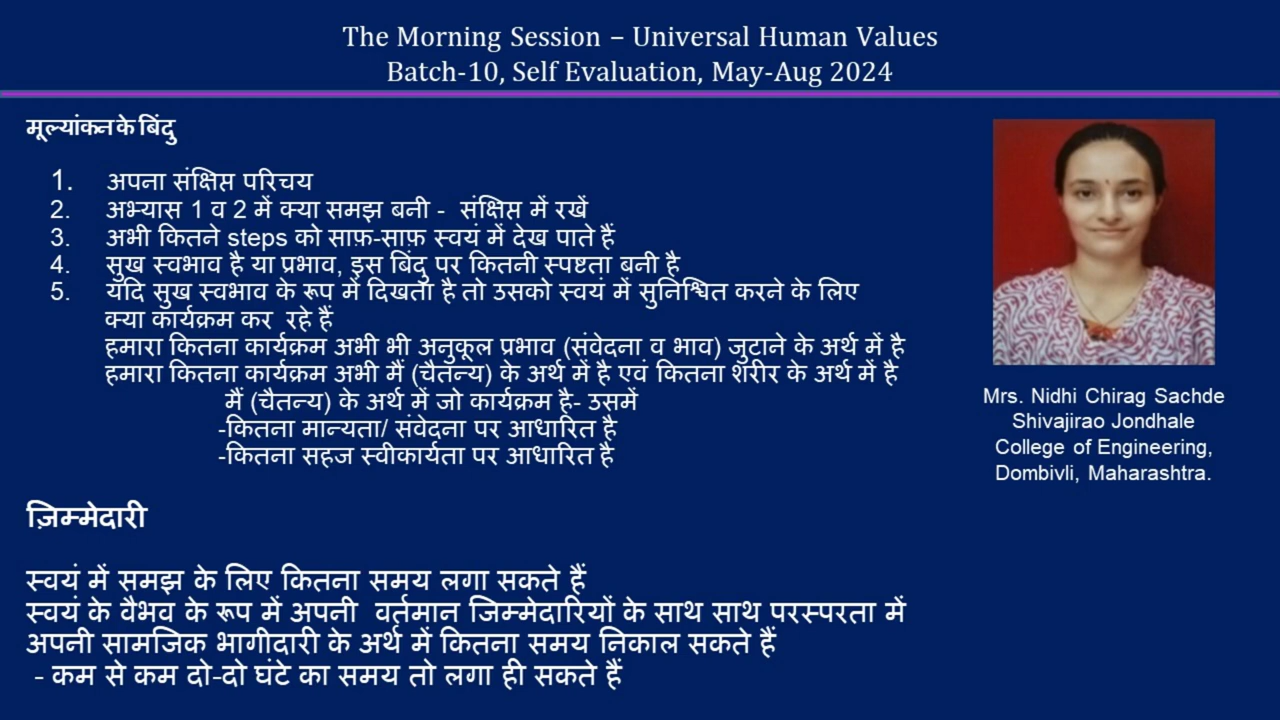 The Morning Session – Universal Human Values
Batch-10, Self Evaluation, May-Aug 2024
मूल्यांकन के बिंदु
1. अपना संक्षिप्त परिचय
2. अभ्यास 1 व 2 में क्या समझ बनी - संक्षिप्त में रखें
3. अभी कितने steps को साफ़-साफ़ स्वयं में देख पाते हैं
4. सुख स्वभाव है या प्रभाव, इस बिंदु पर कितनी स्पष्टता बनी है
5. यदि सुख स्वभाव के रूप में दिखता है तो उसको स्वयं में सुनिश्चित करने के लिए
क्या कार्यक्रम कर रहे हैं
हमारा कितना कार्यक्रम अभी भी अनुकूल प्रभाव (संवेदना व भाव) जुटाने के अर्थ में है
हमारा कितना कार्यक्रम अभी मैं (चैतन्य) के अर्थ में है एवं कितना शरीर के अर्थ में है
मैं (चैतन्य) के अर्थ में जो कार्यक्रम है- उसमें
-कितना मान्यता/ संवेदना पर आधारित है
-कितना सहज स्वीकार्यता पर आधारित है
Mrs. Nidhi Chirag Sachde
Shivajirao Jondhale
College of Engineering,
Dombivli, Maharashtra.
ज़िम्मेदारी
स्वयं में समझ के लिए कितना समय लगा सकते हैं
स्वयं के वैभव के रूप में अपनी वर्तमान जिम्मेदारियों के साथ साथ परस्परता में
अपनी सामजिक भागीदारी के अर्थ में कितना समय निकाल सकते हैं
- कम से कम दो-दो घंटे का समय तो लगा ही सकते हैं